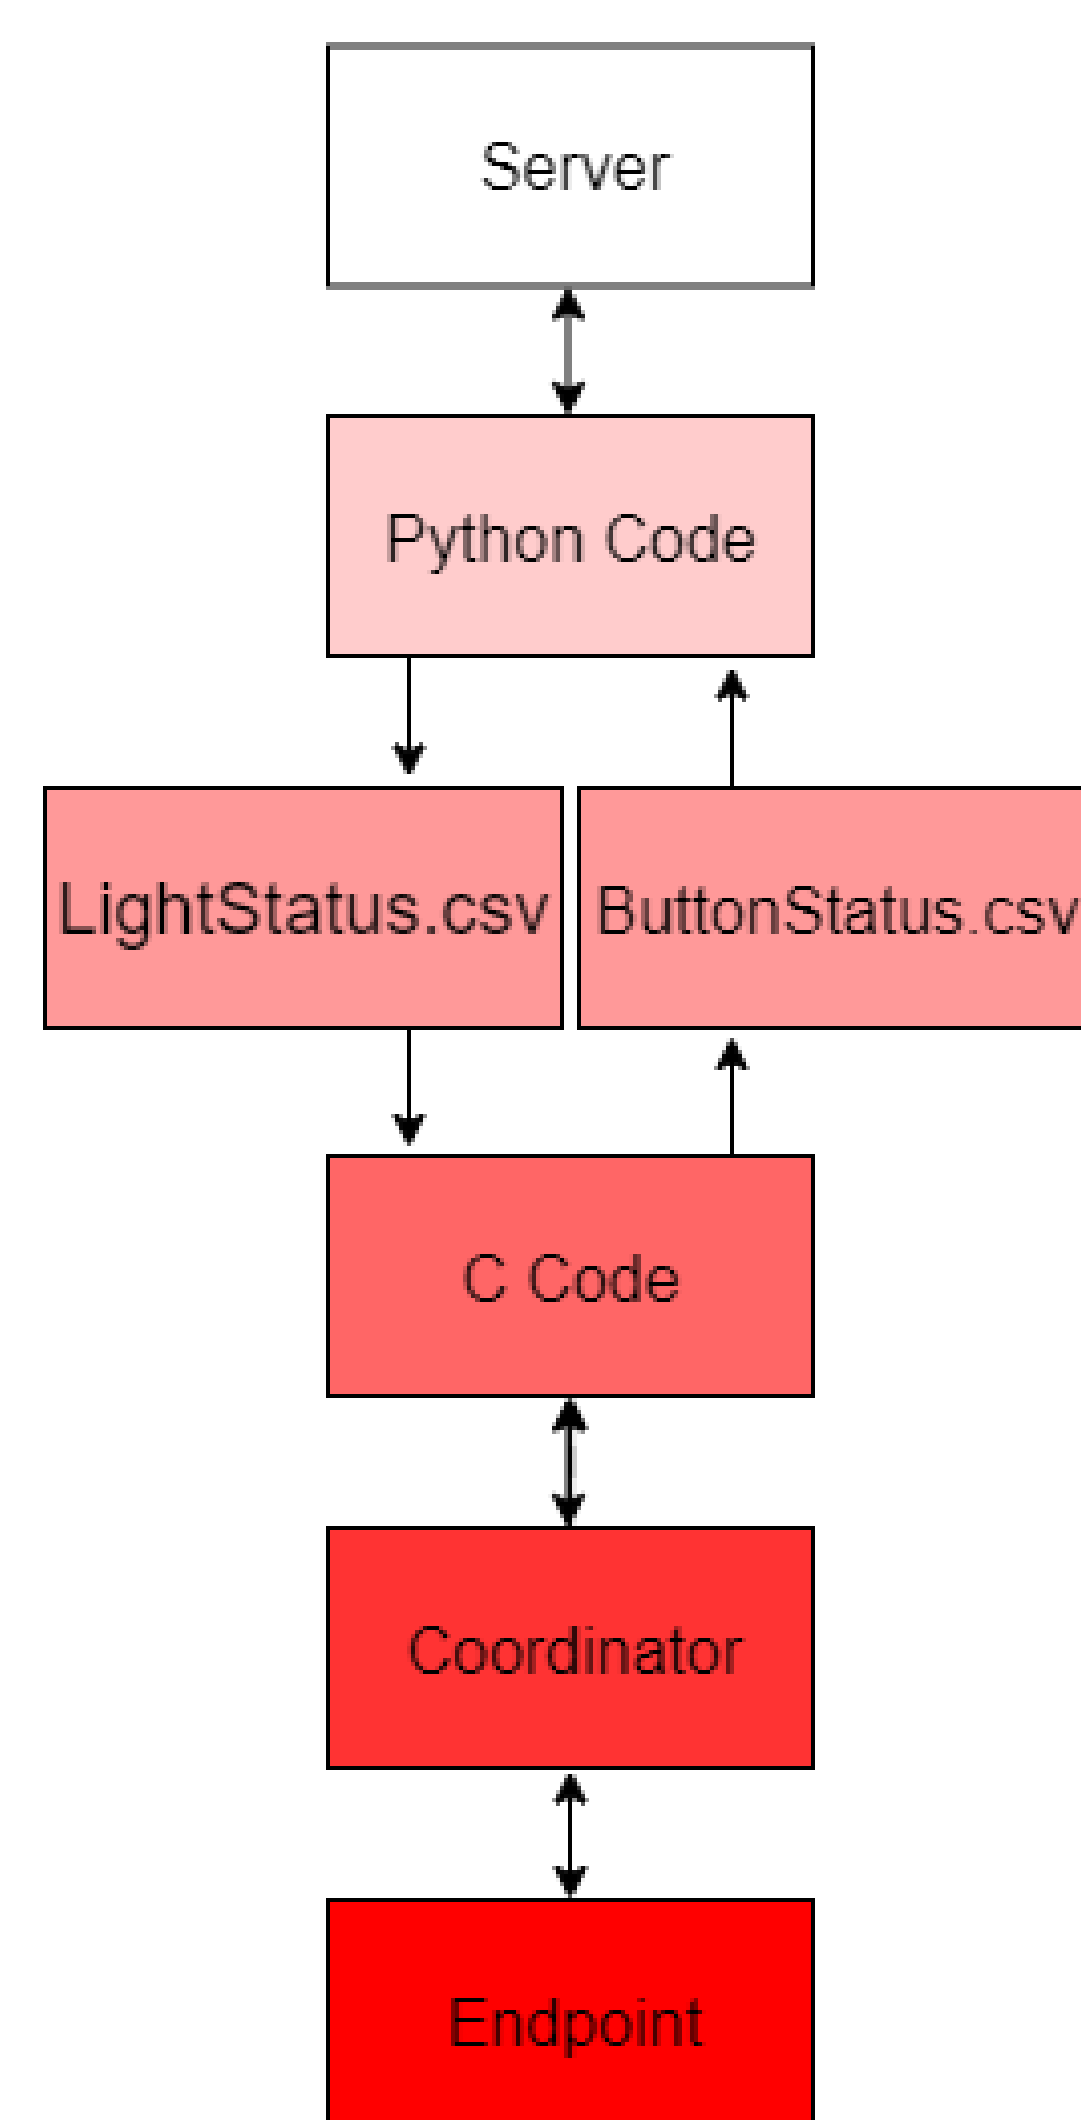 Server
Python Code
LightStatus.csv
ButtonStatus.csv
C Code
Coordinator
Endpoint